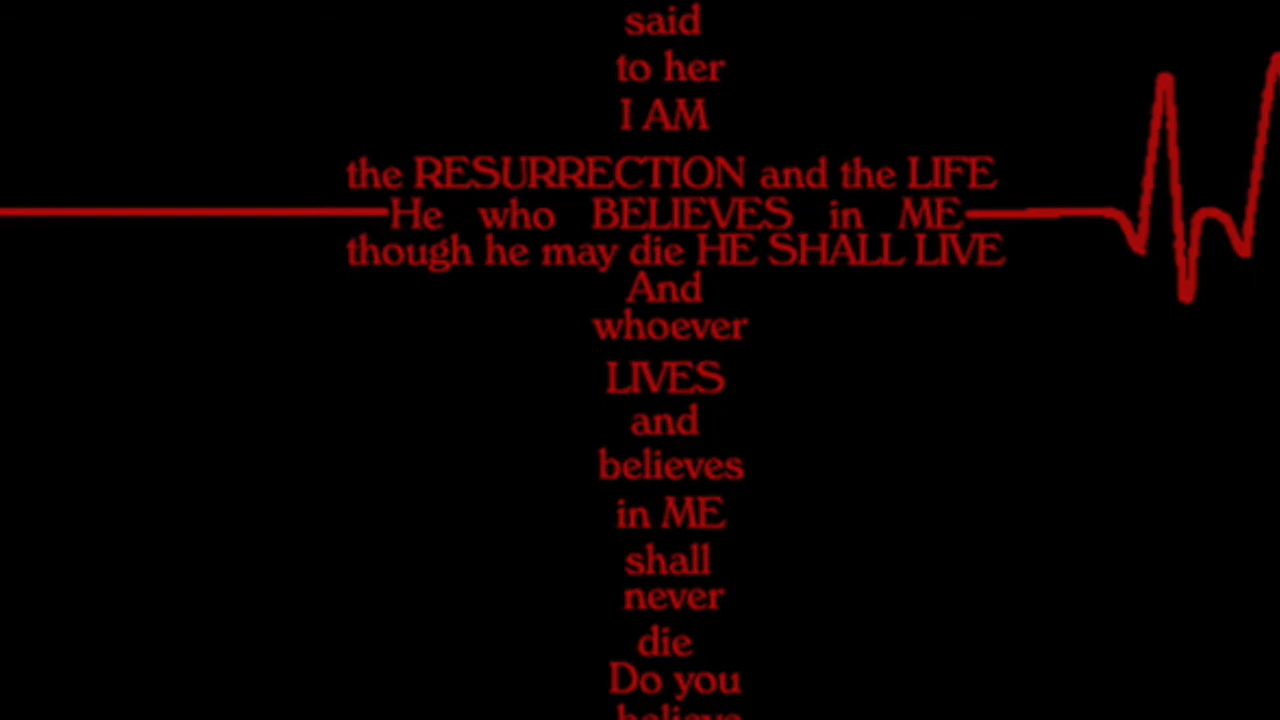 said
to her
I AM
the RESURRECTION and the LIFE
He who BELIEVES in ME
though he may die HE SHALL LIVE
And
whoever
LIVES
and
believes
in ME
shall
never
die
Do you
believe